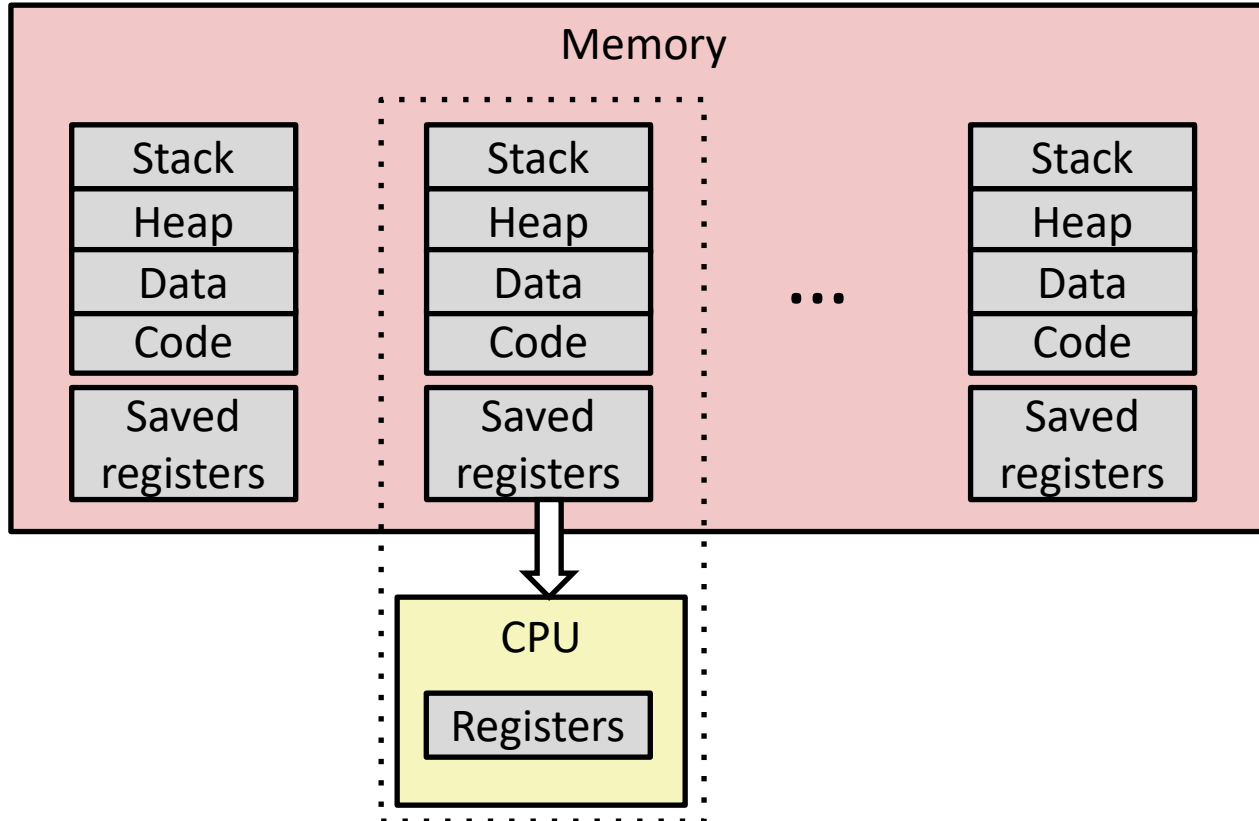 Memory
Stack
Heap
Data
Code
Saved
registers
Stack
Heap
Data
Code
Saved
registers
...
Stack
Heap
Data
Code
Saved
registers
CPU
Registers